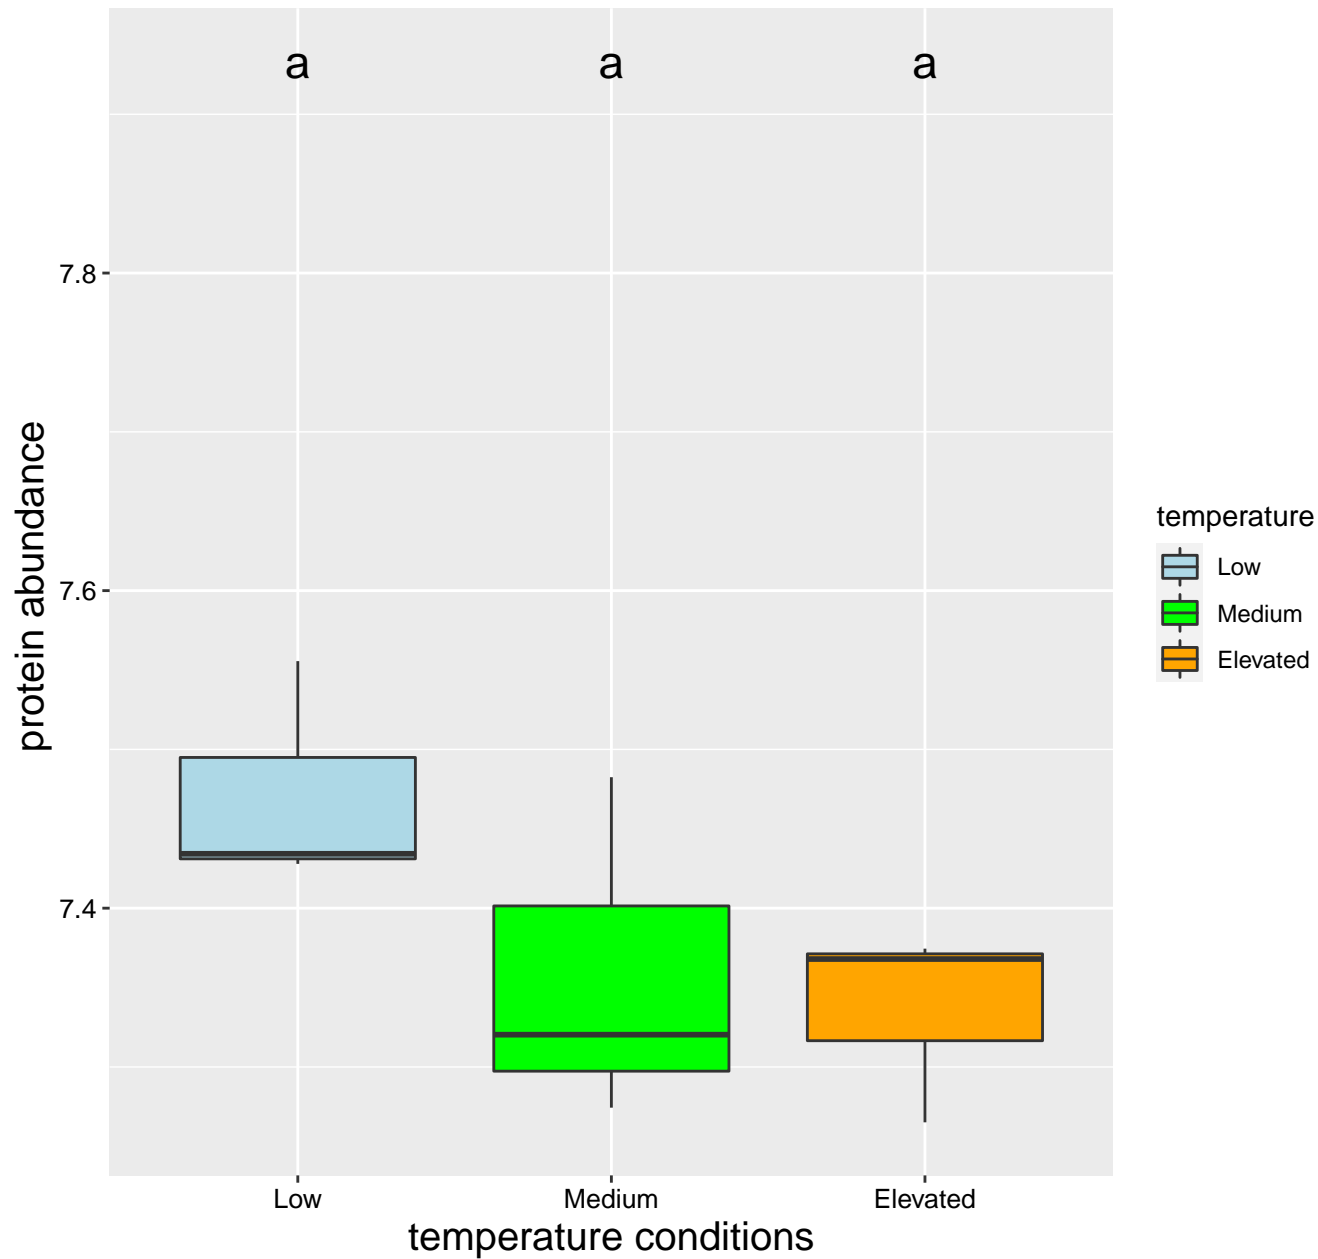 a a a
7.8
7.6
7.4
protein abundance
Low Medium Elevated
temperature conditions
temperature
Low
Medium
Elevated